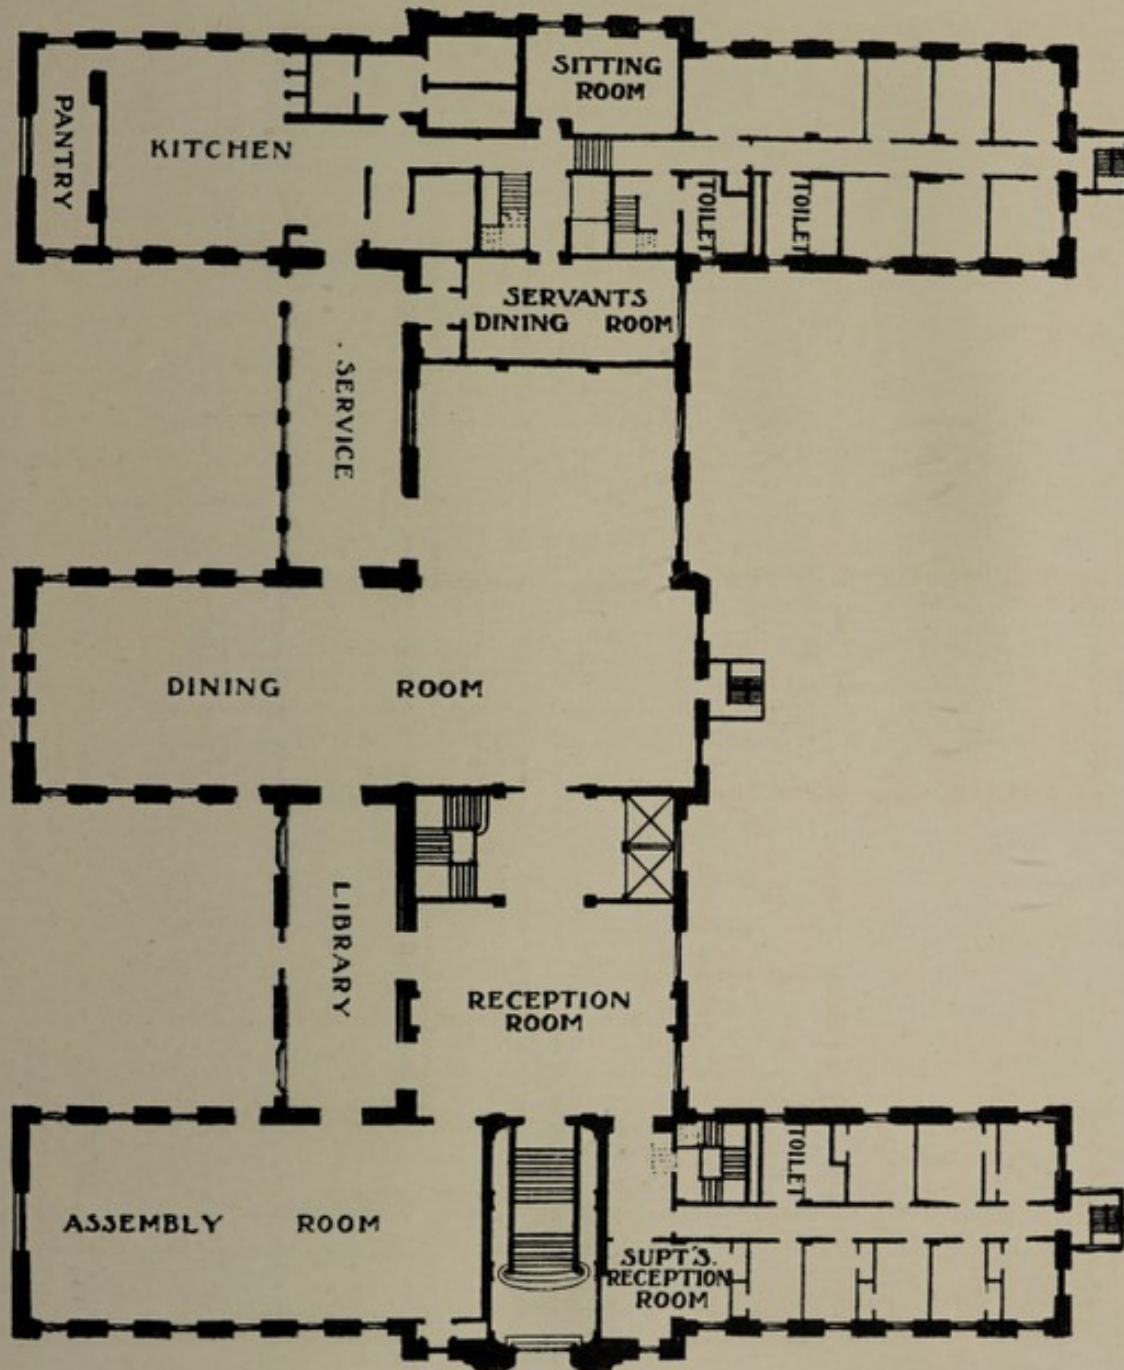 SITTING
ROOM
PANTRY
KITCHEN
TOILET
TOILET
SERVANTS
DINING ROOM
SERVICE
DINING ROOM
LIBRARY
RECEPTION
ROOM
TOILET
ASSEMBLY ROOM
SUPT'S.
RECEPTION
ROOM